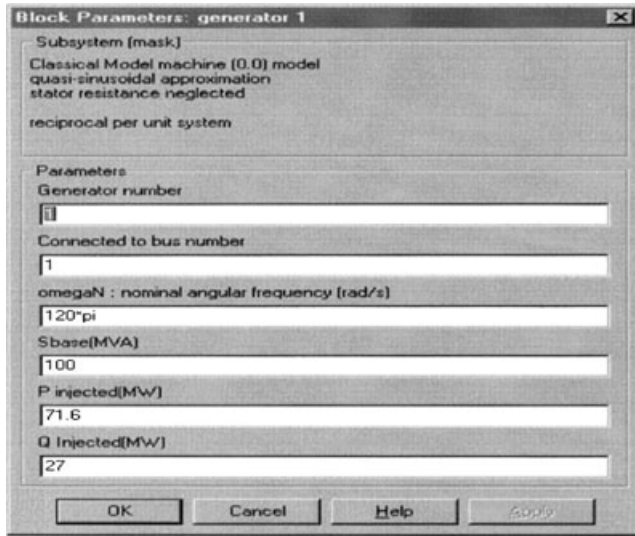 Block Parameters: generator 1
Subsystem (mask)
Classical Model machine (0.0) model
quasi-sinusoidal approximation
stator resistance neglected
reciprocal per unit system
Parameters
Generator number
1
Connected to bus number
1
omegaN : nominal angular frequency (rad/s)
120*pi
Sbase(MVA)
100
P injected(MW)
71.6
Q Injected(MW)
27
OK Cancel Help Apply